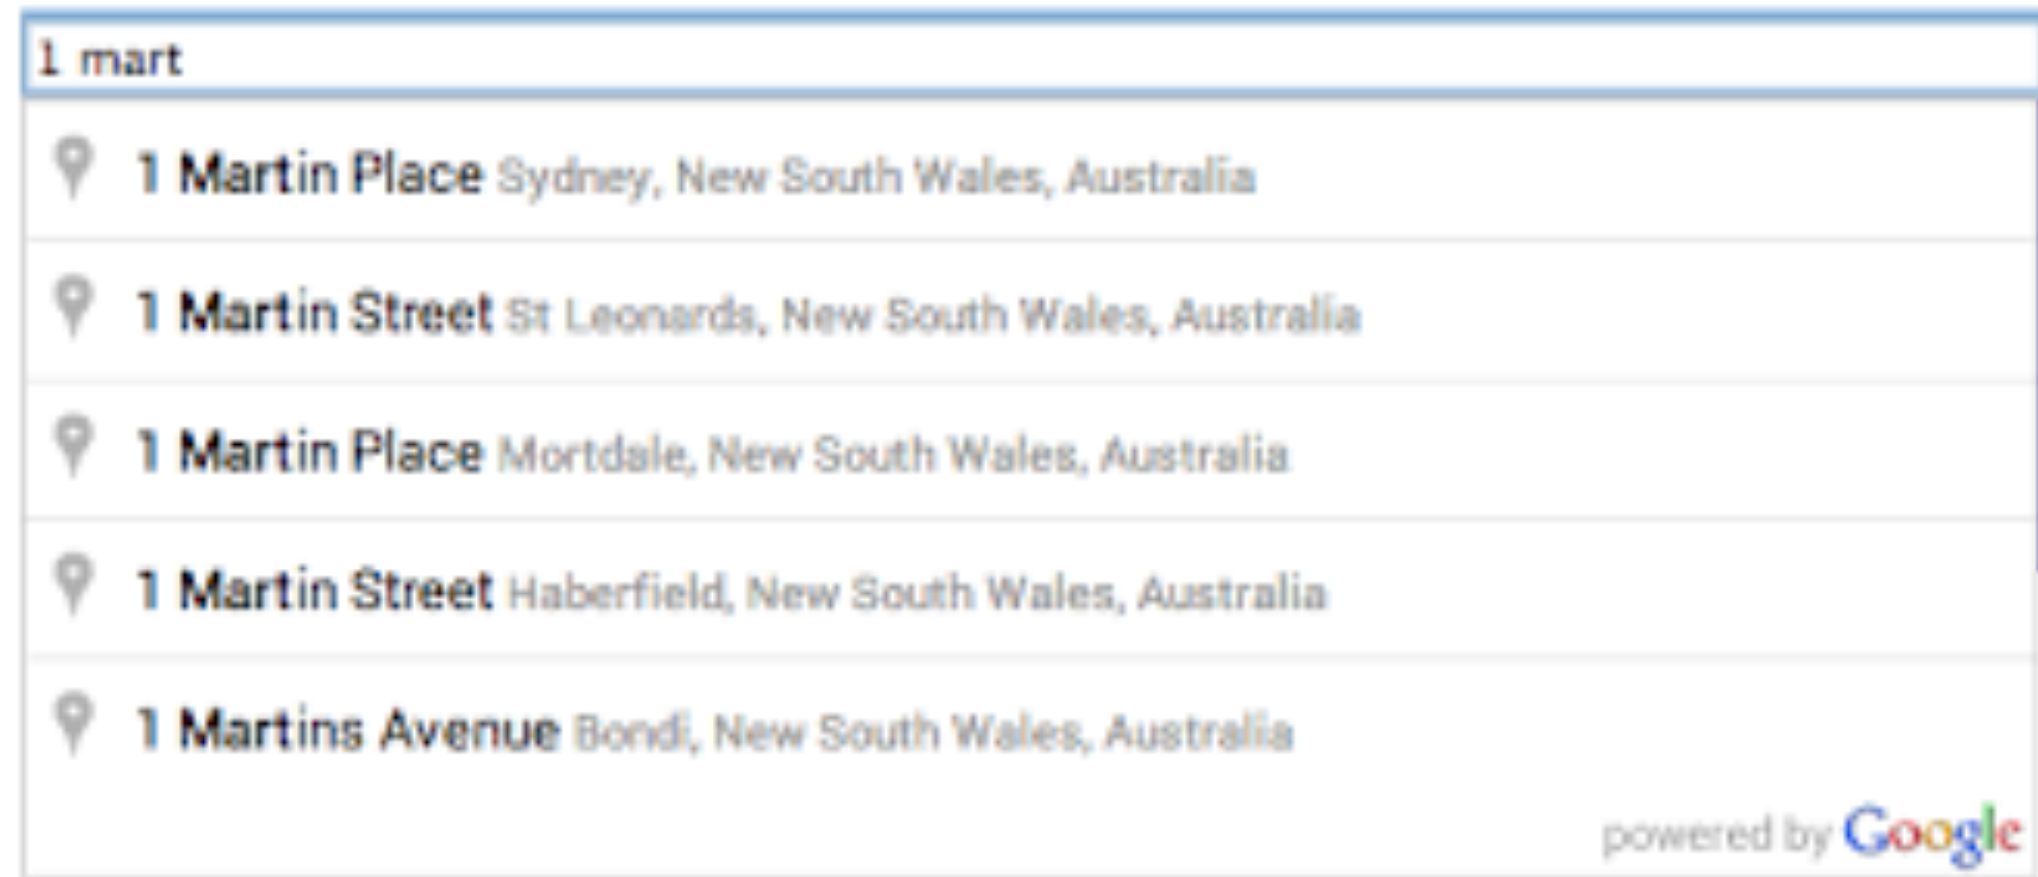 1 mart
1 Martin Place Sydney, New South Wales, Australia
1 Martin Street St Leonards, New South Wales, Australia
1 Martin Place Mortdale, New South Wales, Australia
1 Martin Street Haberfield, New South Wales, Australia
1 Martins Avenue Bondi, New South Wales, Australia
powered by Google